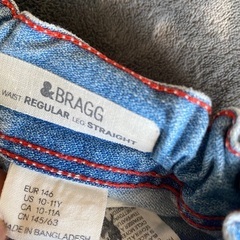 &BRAGG
WAIST REGULAR LEG STRAIGHT
EUR 146
US 10-11Y
CA 10-11A
CN 145/63
MADE IN BANGLADESH